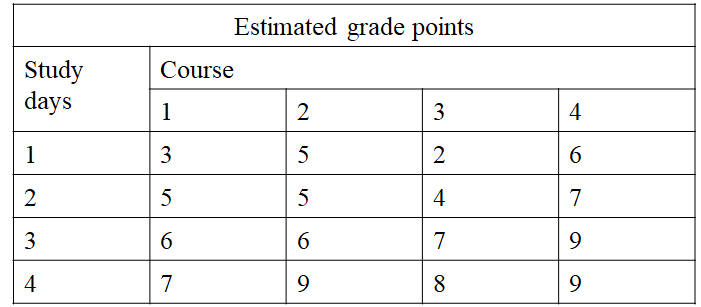 Estimated grade points
Study days
Course
1 2 3 4
1 3 5 2 6
2 5 5 4 7
3 6 6 7 9
4 7 9 8 9